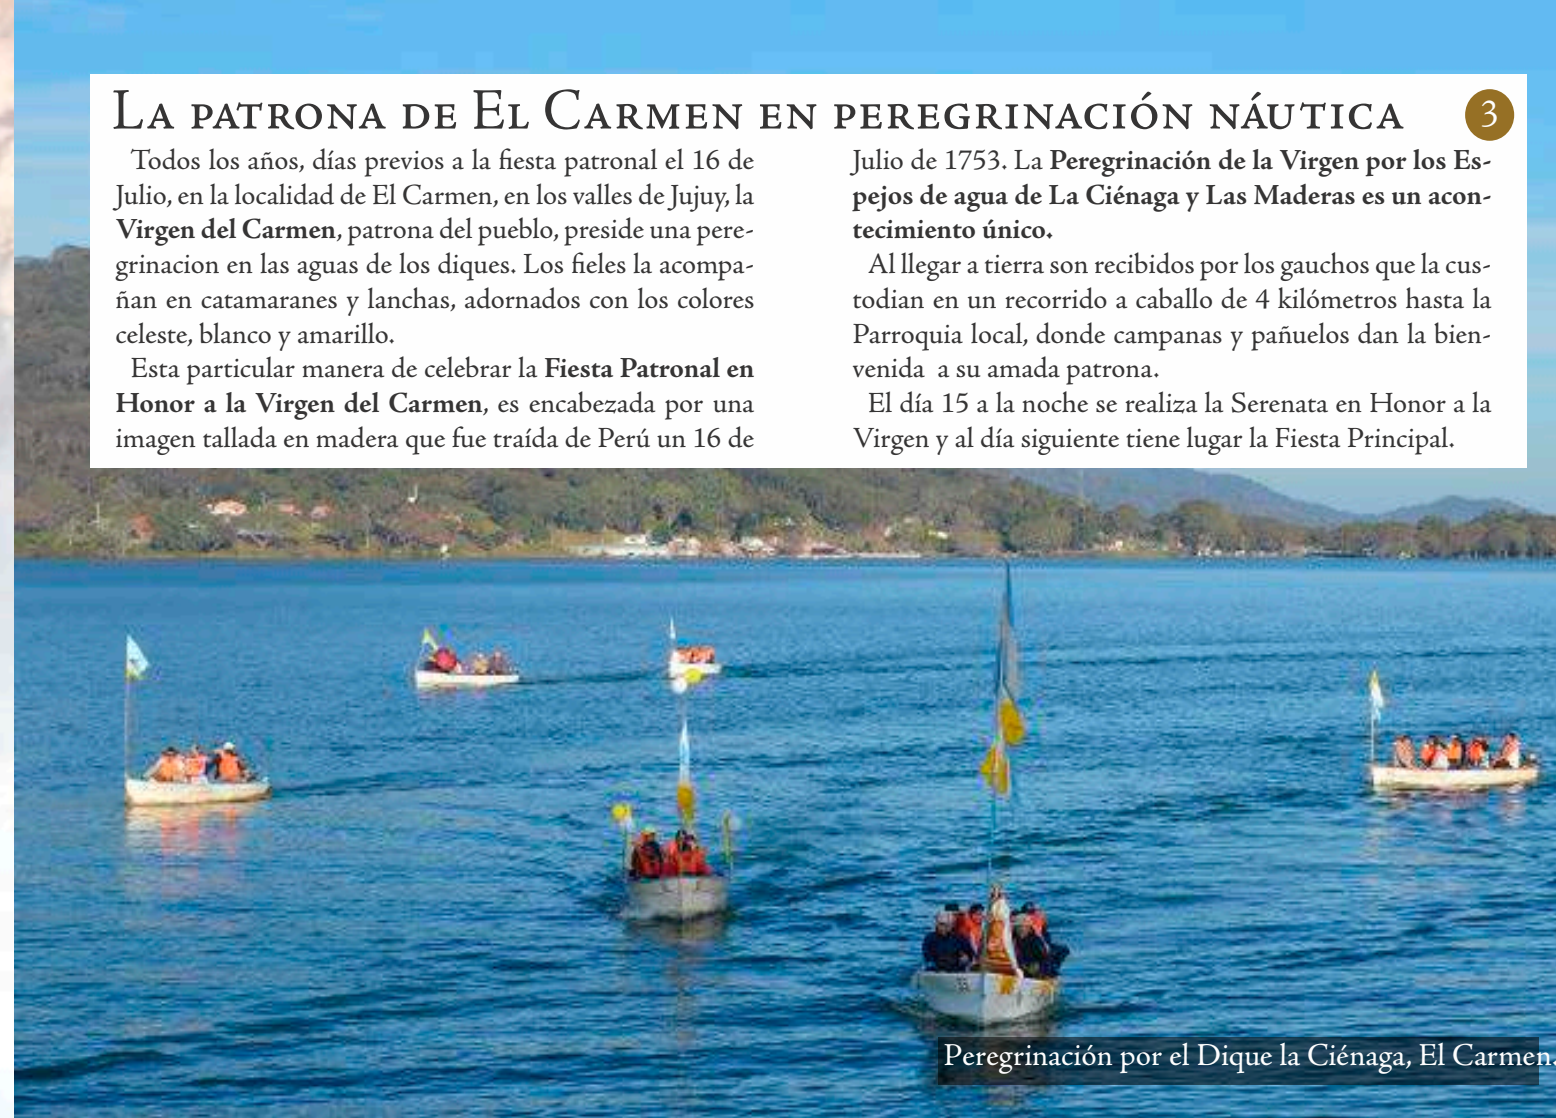 La patrona de El Carmen en peregrinación náutica
3
Todos los años, días previos a la fiesta patronal el 16 de
Julio, en la localidad de El Carmen, en los valles de Jujuy, la
Virgen del Carmen, patrona del pueblo, preside una pere-
grinacion en las aguas de los diques. Los fieles la acompa-
ñan en catamaranes y lanchas, adornados con los colores
celeste, blanco y amarillo.
Esta particular manera de celebrar la Fiesta Patronal en
Honor a la Virgen del Carmen, es encabezada por una
imagen tallada en madera que fue traída de Perú un 16 de
Julio de 1753. La Peregrinación de la Virgen por los Es-
pejos de agua de La Ciénaga y Las Maderas es un acon-
tecimiento único.
Al llegar a tierra son recibidos por los gauchos que la cus-
todian en un recorrido a caballo de 4 kilómetros hasta la
Parroquia local, donde campanas y pañuelos dan la bien-
venida  a su amada patrona.
El día 15 a la noche se realiza la Serenata en Honor a la
Virgen y al día siguiente tiene lugar la Fiesta Principal.
Peregrinación por el Dique la Ciénaga, El Carmen.